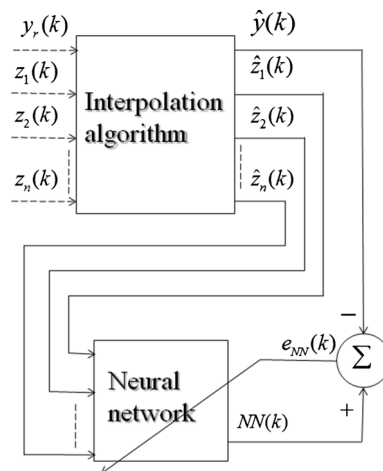 y_r(k) ŷ(k)
z_1(k) ẑ_1(k)
Interpolation
algorithm
z_2(k) ẑ_2(k)
z_n(k) ẑ_n(k)
−
e_NN(k)
Σ
Neural
network
+
NN(k)